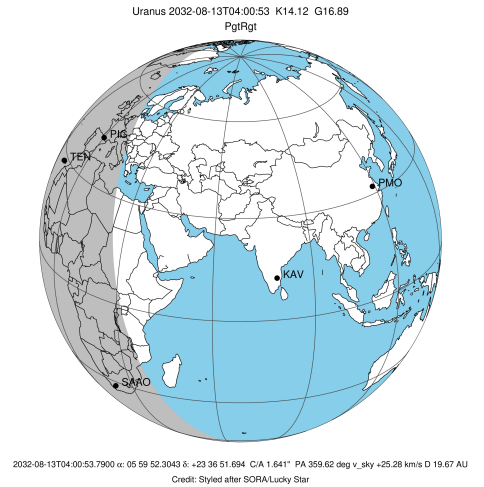 Uranus 2032-08-13T04:00:53 K14.12 G16.89
PgtRgt
PIC
TEN
PMO
KAV
SAAO
2032-08-13T04:00:53.7900 α: 05 59 52.3043 δ: +23 36 51.694 C/A 1.641" PA 359.62 deg v_sky +25.28 km/s D 19.67 AU
Credit: Styled after SORA/Lucky Star